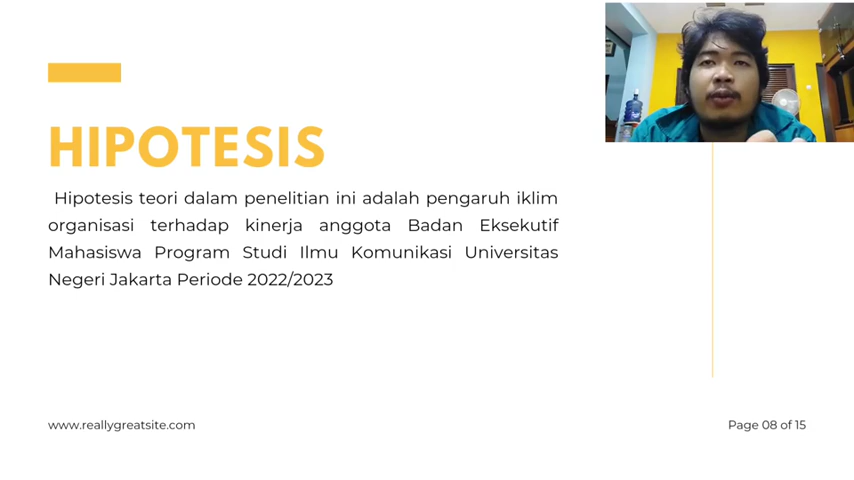 HIPOTESIS
Hipotesis teori dalam penelitian ini adalah pengaruh iklim
organisasi terhadap kinerja anggota Badan Eksekutif
Mahasiswa Program Studi Ilmu Komunikasi Universitas
Negeri Jakarta Periode 2022/2023
www.reallygreatsite.com
Page 08 of 15